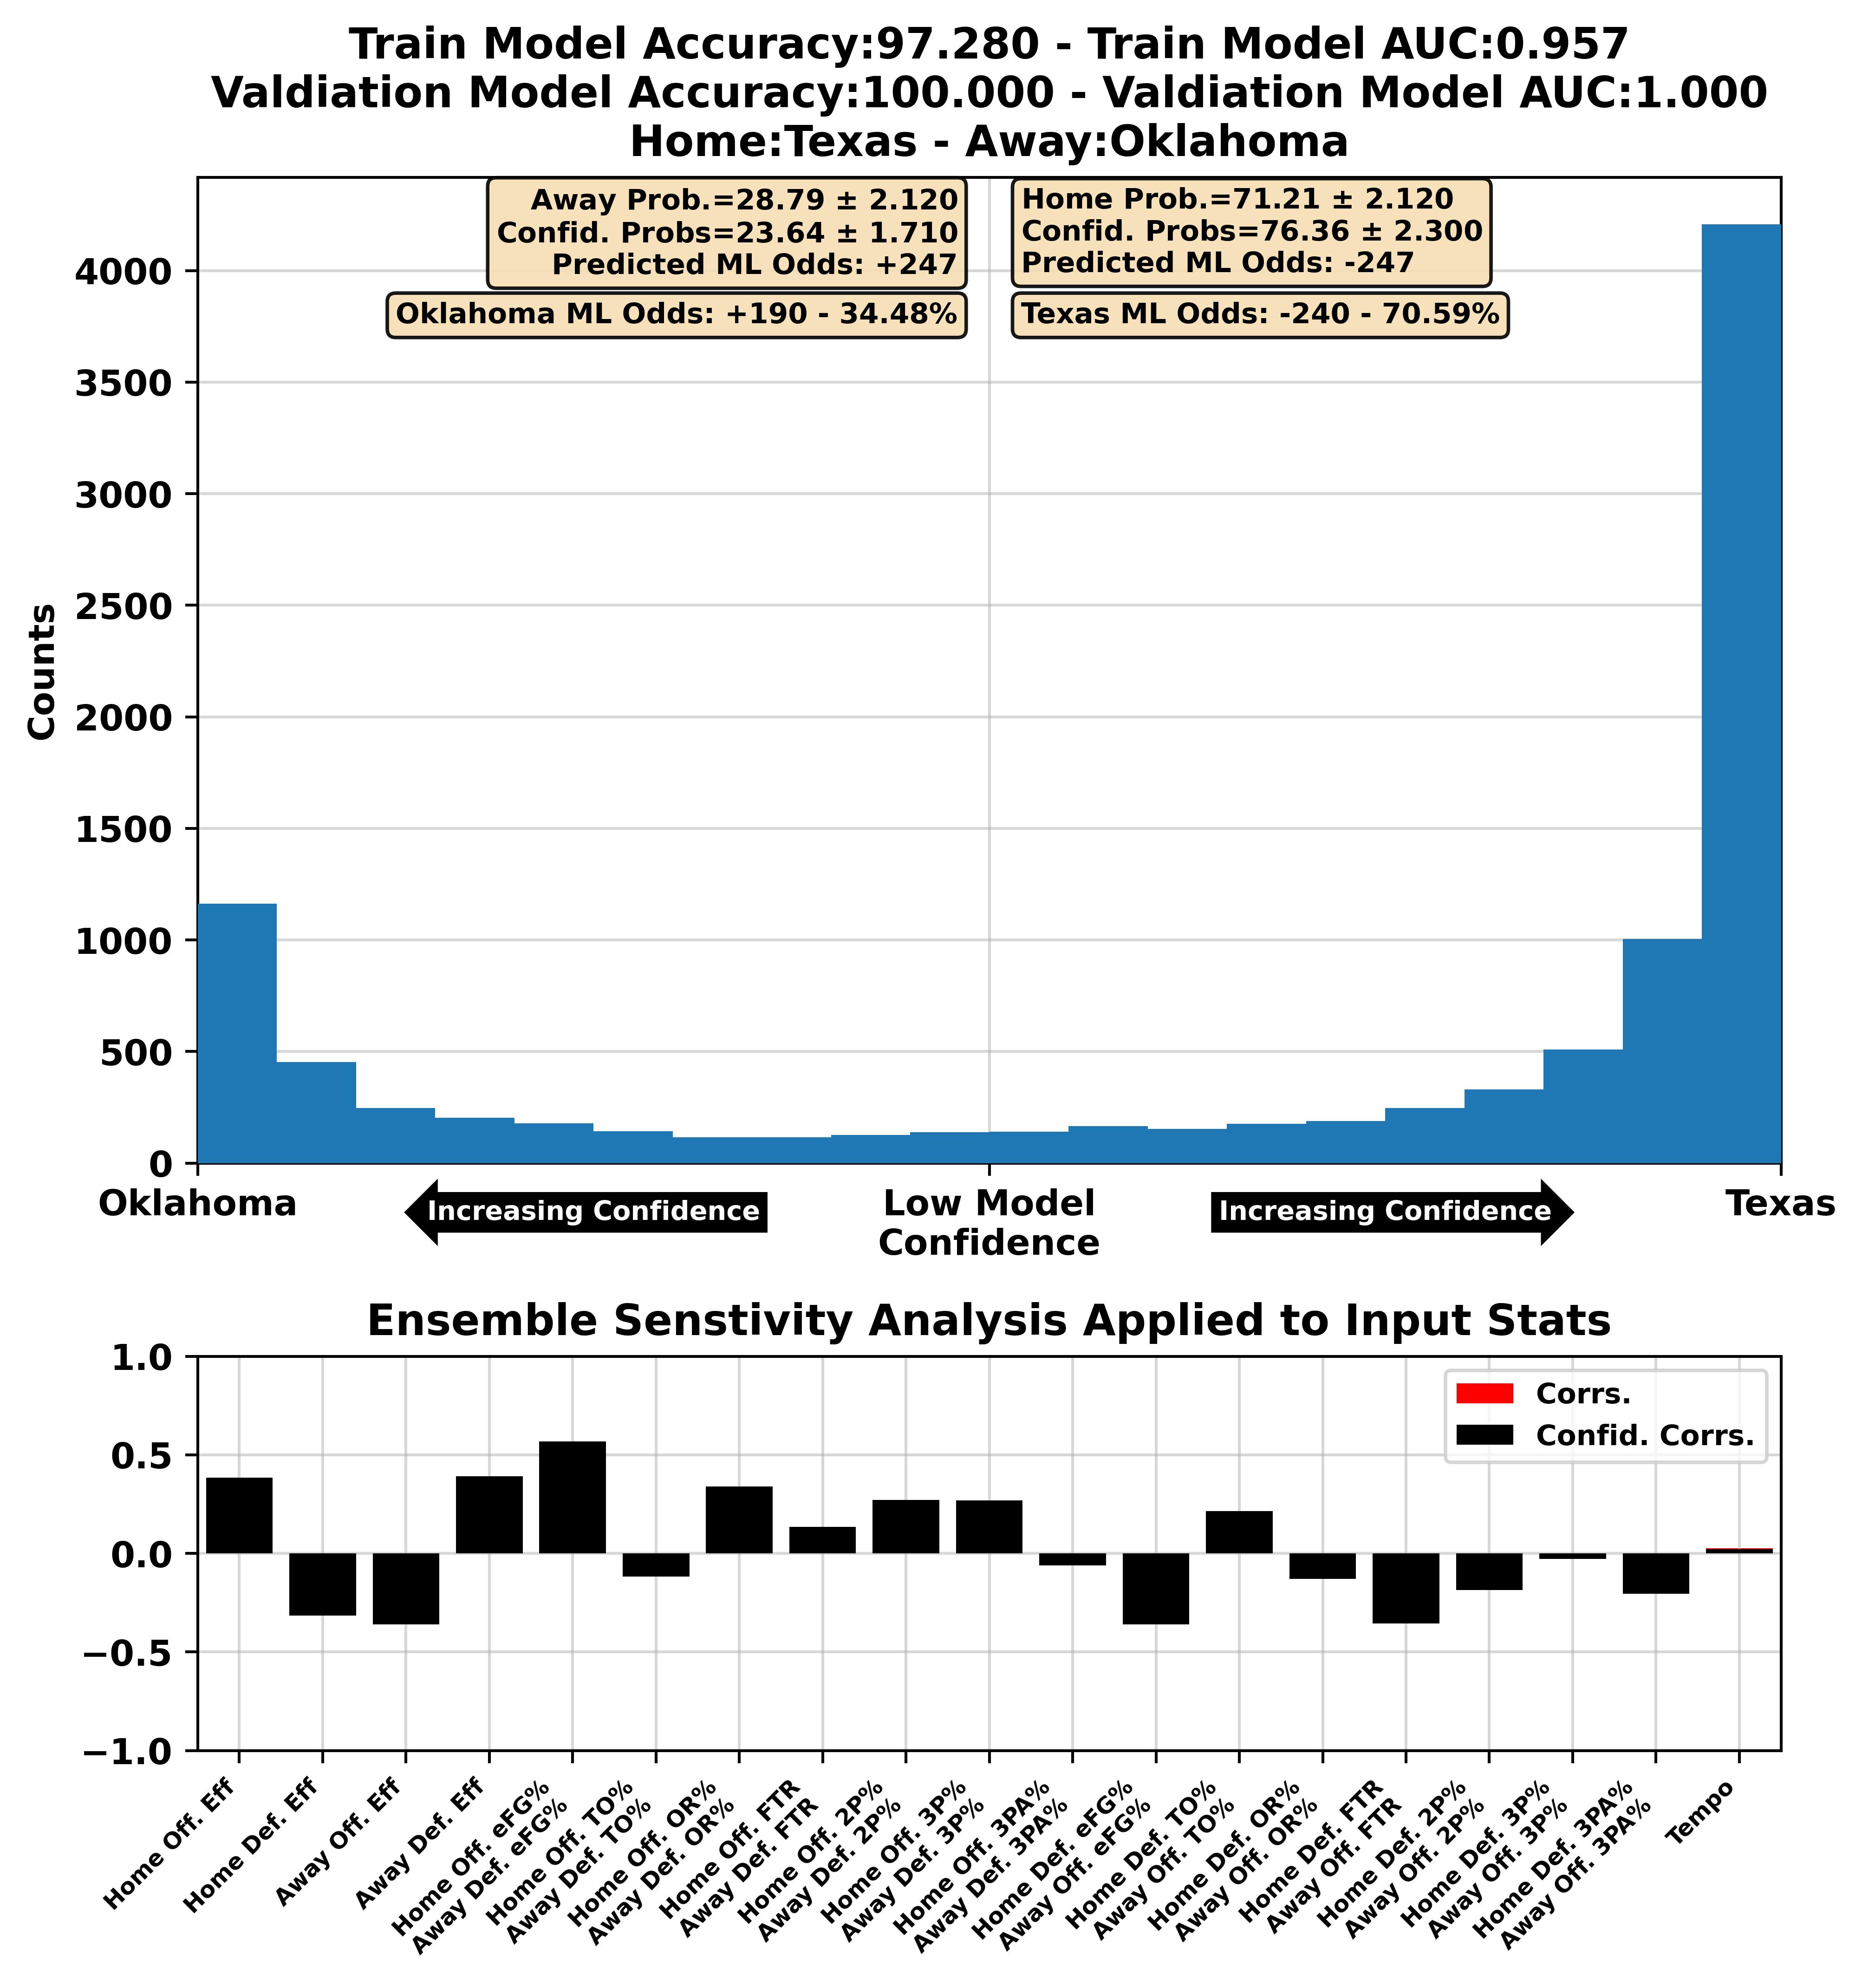 Train Model Accuracy:97.280 - Train Model AUC:0.957
Valdiation Model Accuracy:100.000 - Valdiation Model AUC:1.000
Home:Texas - Away:Oklahoma
Away Prob.=28.79 ± 2.120
Confid. Probs=23.64 ± 1.710
Predicted ML Odds: +247
Home Prob.=71.21 ± 2.120
Confid. Probs=76.36 ± 2.300
Predicted ML Odds: -247
Oklahoma ML Odds: +190 - 34.48%
Texas ML Odds: -240 - 70.59%
Counts
4000
3500
3000
2500
2000
1500
1000
500
0
Oklahoma
Increasing Confidence
Low Model
Confidence
Increasing Confidence
Texas
Ensemble Senstivity Analysis Applied to Input Stats
Corrs.
Confid. Corrs.
1.0
0.5
0.0
−0.5
−1.0
Home Off. Eff
Home Def. Eff
Away Off. Eff
Away Def. Eff
Home Off. eFG%
Away Def. eFG%
Home Off. TO%
Away Def. TO%
Home Off. OR%
Away Def. OR%
Home Off. FTR
Away Def. FTR
Home Off. 2P%
Away Def. 2P%
Home Off. 3P%
Away Def. 3P%
Home Off. 3PA%
Away Def. 3PA%
Home Def. eFG%
Away Off. eFG%
Home Def. TO%
Away Off. TO%
Home Def. OR%
Away Off. OR%
Home Def. FTR
Away Off. FTR
Home Def. 2P%
Away Off. 2P%
Home Def. 3P%
Away Off. 3P%
Home Def. 3PA%
Away Off. 3PA%
Tempo